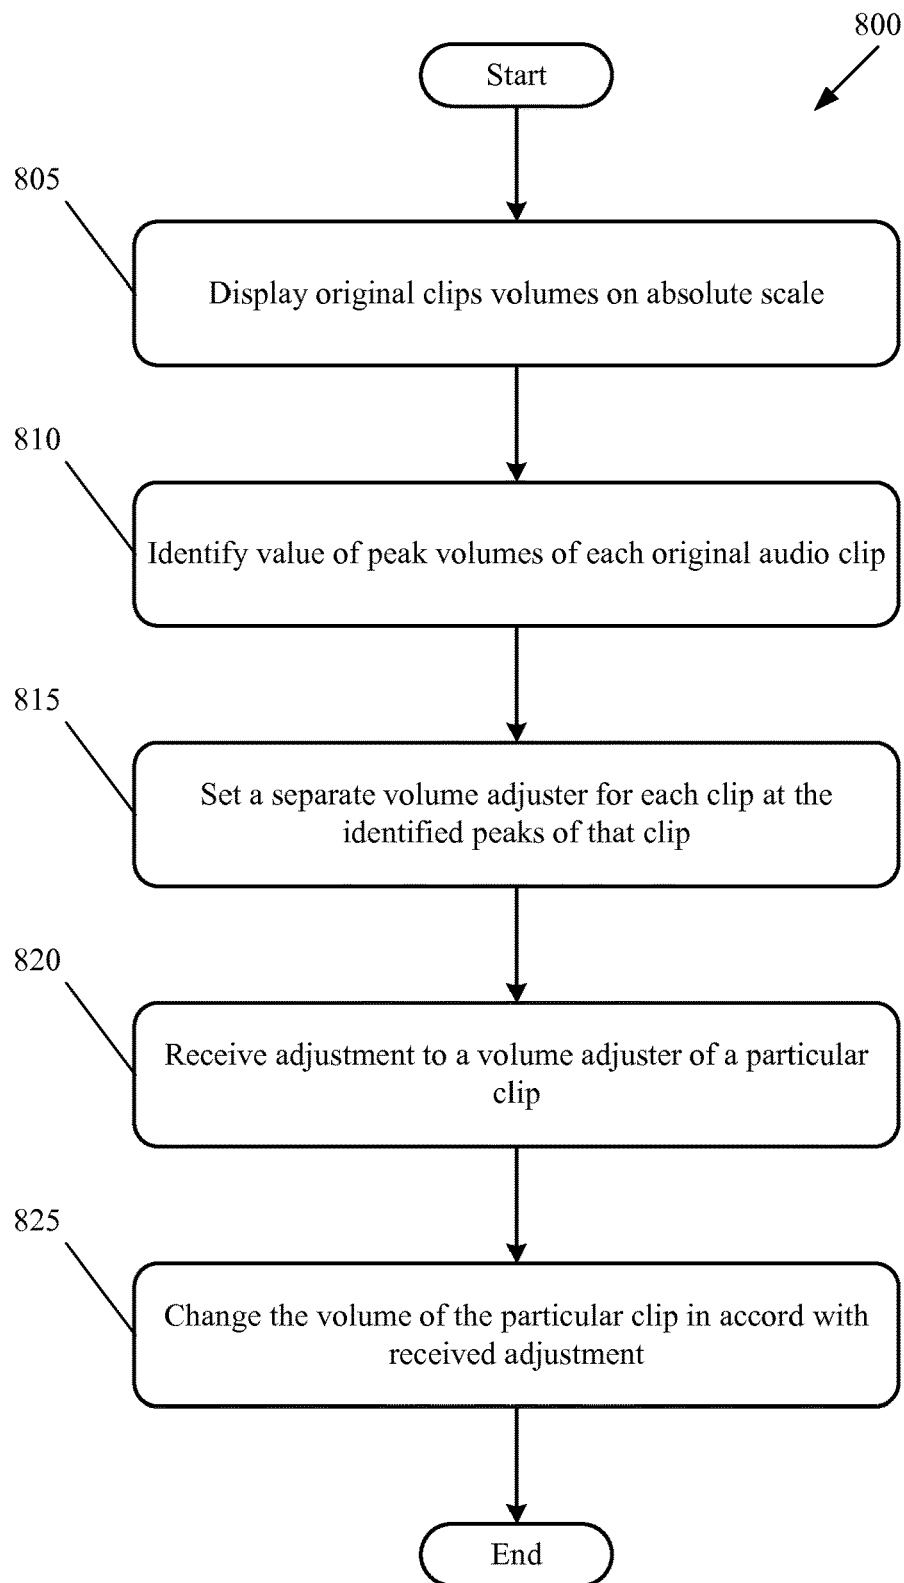 800
Start
805
Display original clips volumes on absolute scale
810
Identify value of peak volumes of each original audio clip
815
Set a separate volume adjuster for each clip at the
identified peaks of that clip
820
Receive adjustment to a volume adjuster of a particular
clip
825
Change the volume of the particular clip in accord with
received adjustment
End